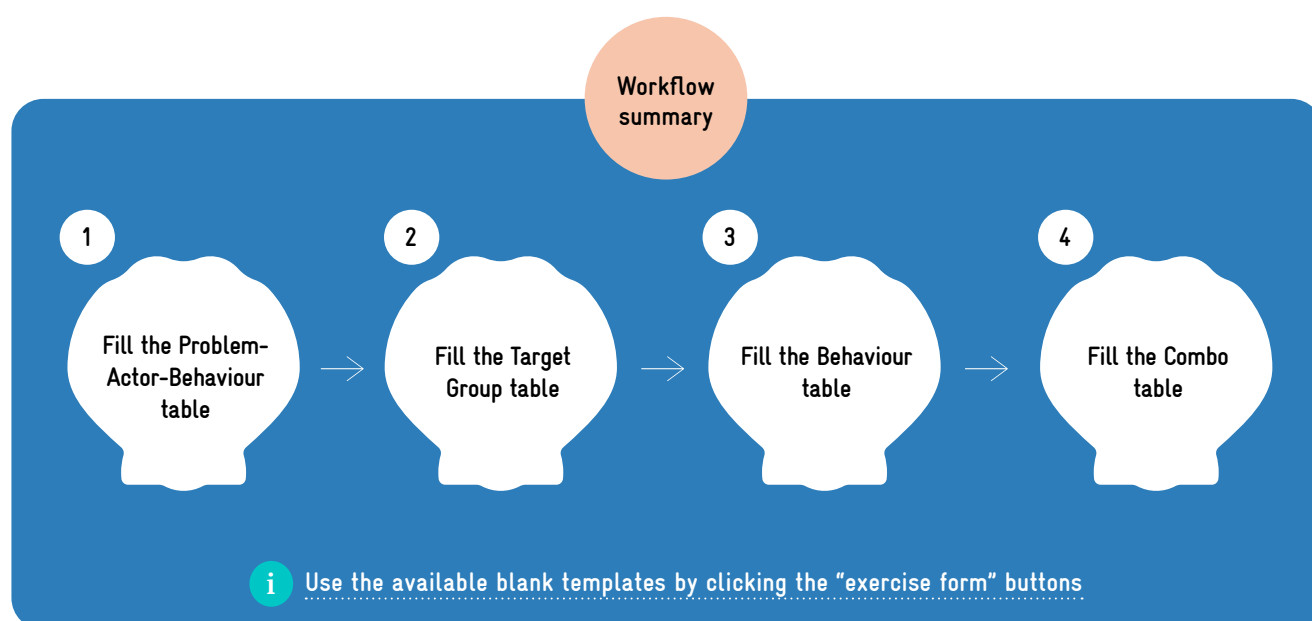 Workflow
summary
1
2
3
4
Fill the Problem-
Actor-Behaviour
table
Fill the Target
Group table
Fill the Behaviour
table
Fill the Combo
table
i Use the available blank templates by clicking the "exercise form" buttons